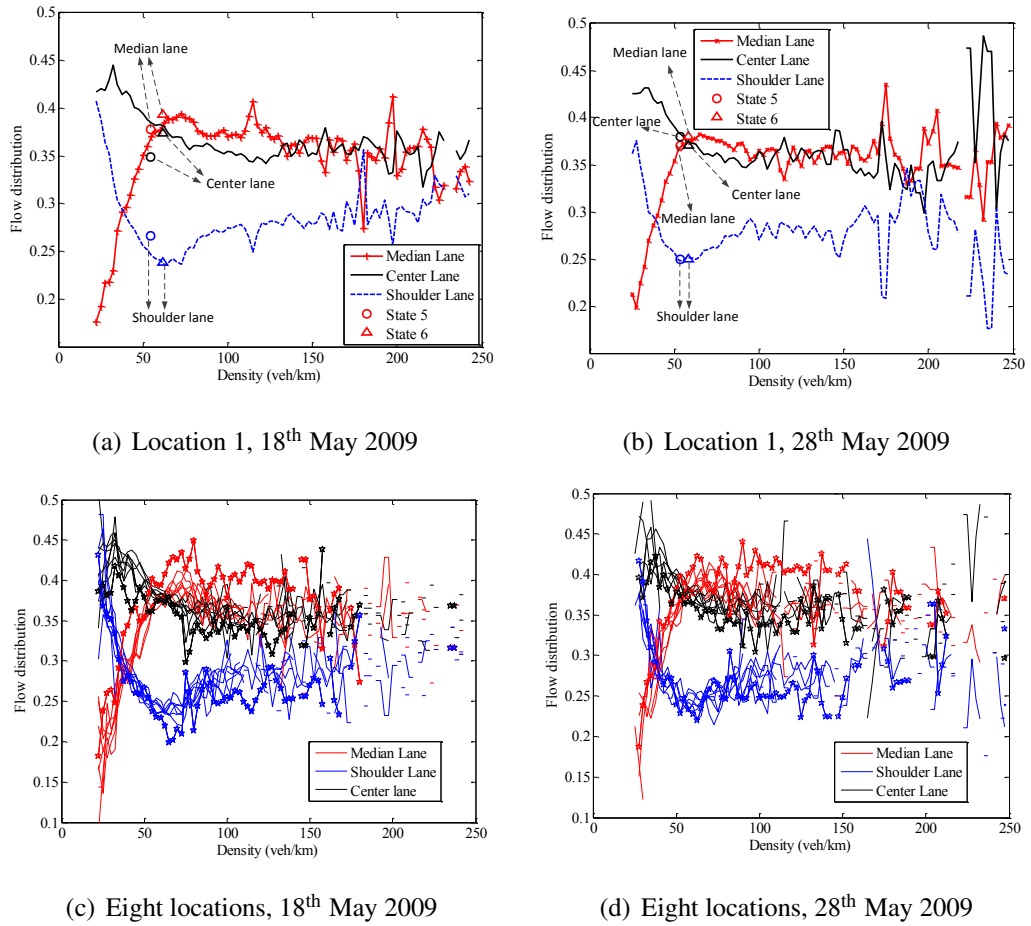 0.45
0.4
0.35
0.3
0.25
0.2
Flow distribution
0
50
100
150
200
250
Density (veh/km)
Median lane
Center lane
Shoulder lane
Median Lane
Center Lane
Shoulder Lane
State 5
State 6
(a) Location 1, 18th May 2009
0.5
0.45
0.4
0.35
0.3
0.25
0.2
Flow distribution
0
50
100
150
200
250
Density (veh/km)
Median lane
Center lane
Center lane
Median lane
Shoulder lane
Median Lane
Center Lane
Shoulder Lane
State 5
State 6
(b) Location 1, 28th May 2009
0.5
0.45
0.4
0.35
0.3
0.25
0.2
0.15
0.1
Flow distribution
0
50
100
150
200
250
Density (veh/km)
Median Lane
Shoulder Lane
Center lane
(c) Eight locations, 18th May 2009
0.5
0.45
0.4
0.35
0.3
0.25
0.2
0.15
0.1
Flow distribution
0
50
100
150
200
250
Density (veh/km)
Median Lane
Shoulder Lane
Center Lane
(d) Eight locations, 28th May 2009